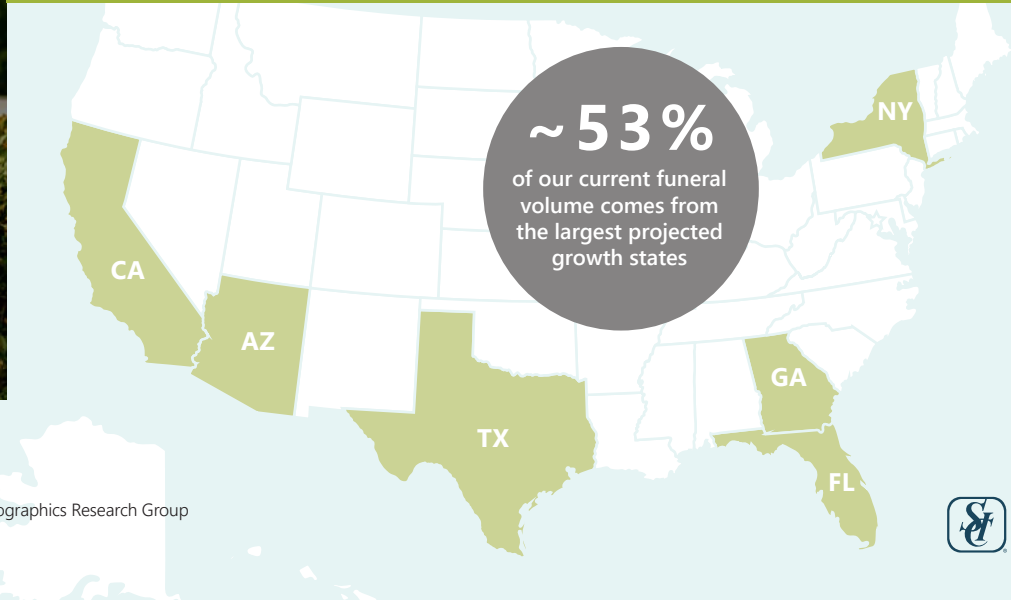 ~53%
of our current funeral
volume comes from
the largest projected
growth states
NY
CA
AZ
GA
TX
FL
Research Group
SCI